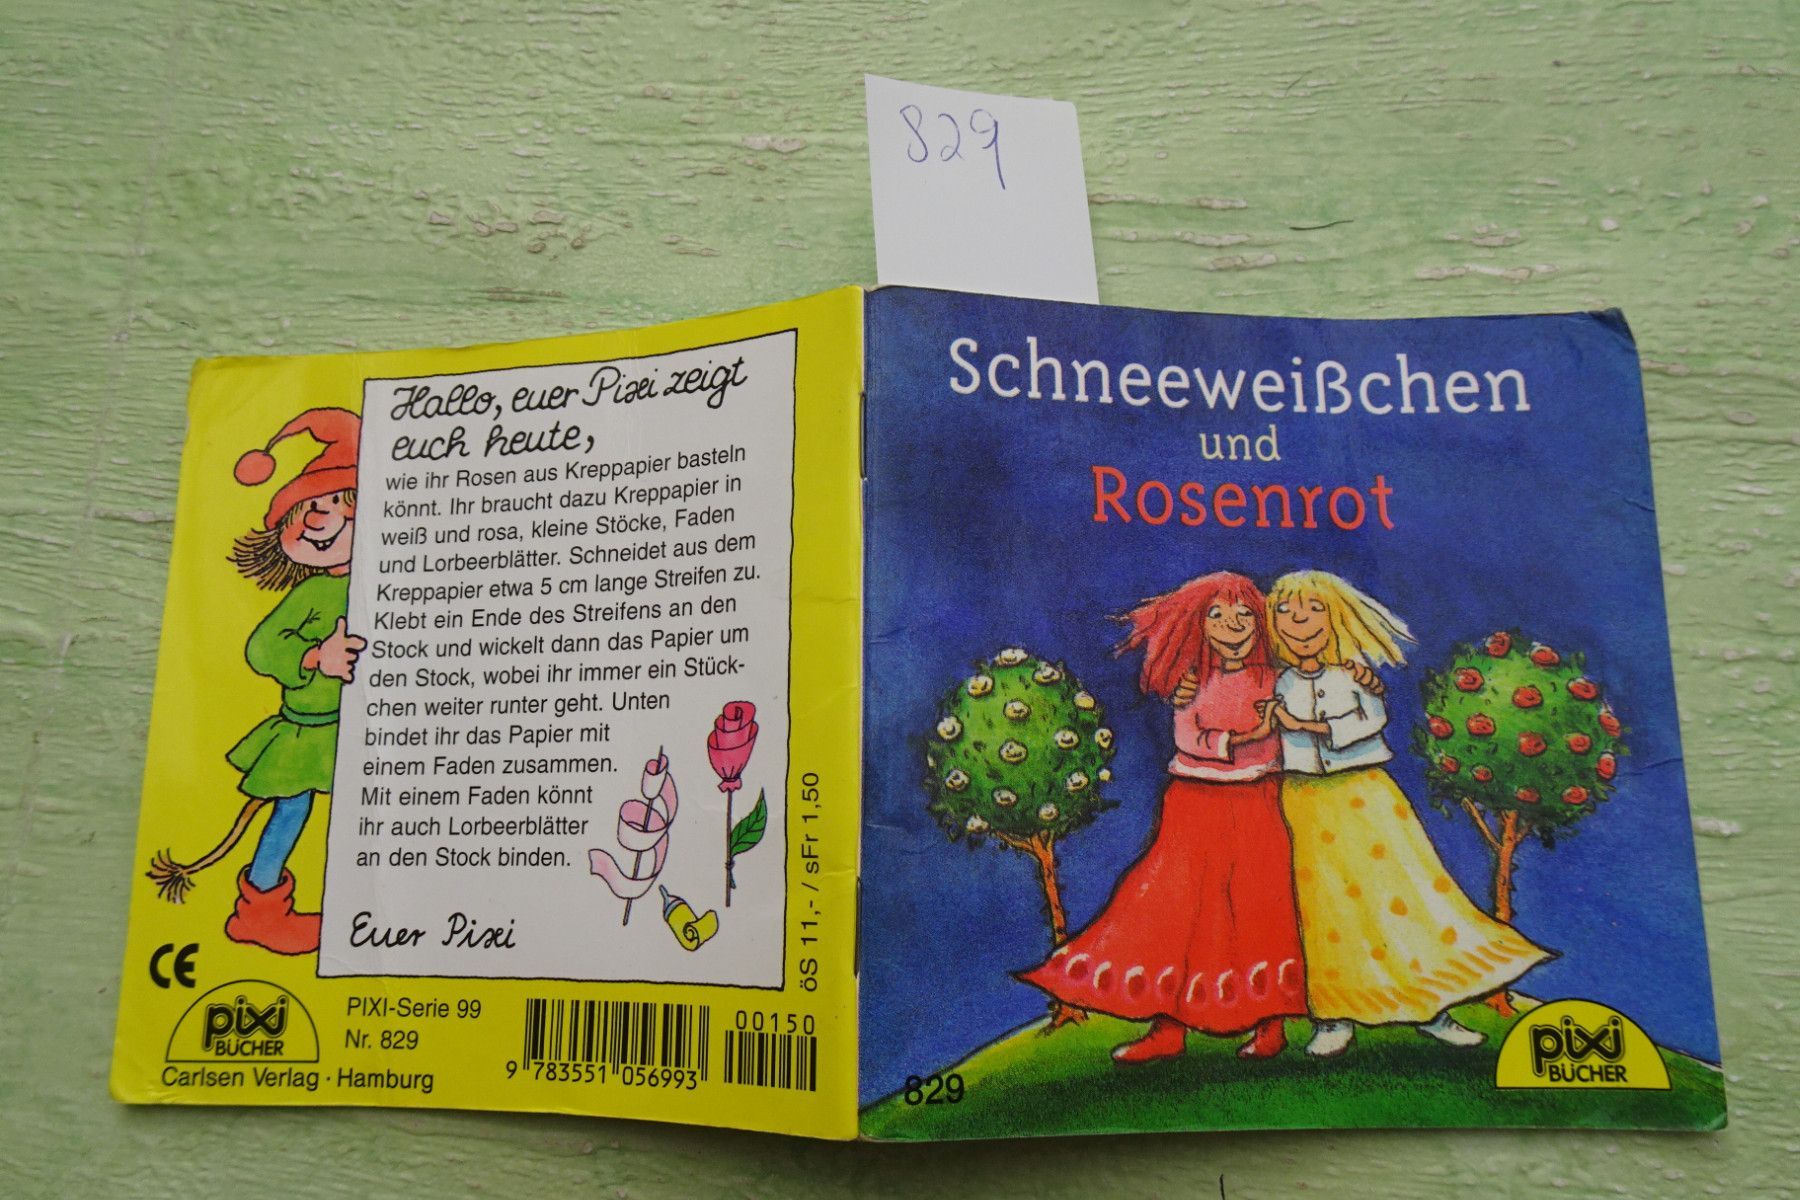 829
Hallo, euer Pixi zeigt
euch heute,
wie ihr Rosen aus Kreppapier basteln
könnt. Ihr braucht dazu Kreppapier in
weiß und rosa, kleine Stöcke, Faden
und Lorbeerblätter. Schneidet aus dem
Kreppapier etwa 5 cm lange Streifen zu.
Klebt ein Ende des Streifens an den
Stock und wickelt dann das Papier um
den Stock, wobei ihr immer ein Stück-
chen weiter runter geht. Unten
bindet ihr das Papier mit
einem Faden zusammen.
Mit einem Faden könnt
ihr auch Lorbeerblätter
an den Stock binden.
Euer Pixi
öS 11,- / sFr 1,50
CE
pixi
BÜCHER
Carlsen Verlag · Hamburg
PIXI-Serie 99
Nr. 829
9 783551 056993
00150
Schneeweißchen
und
Rosenrot
829
pixi
BÜCHER